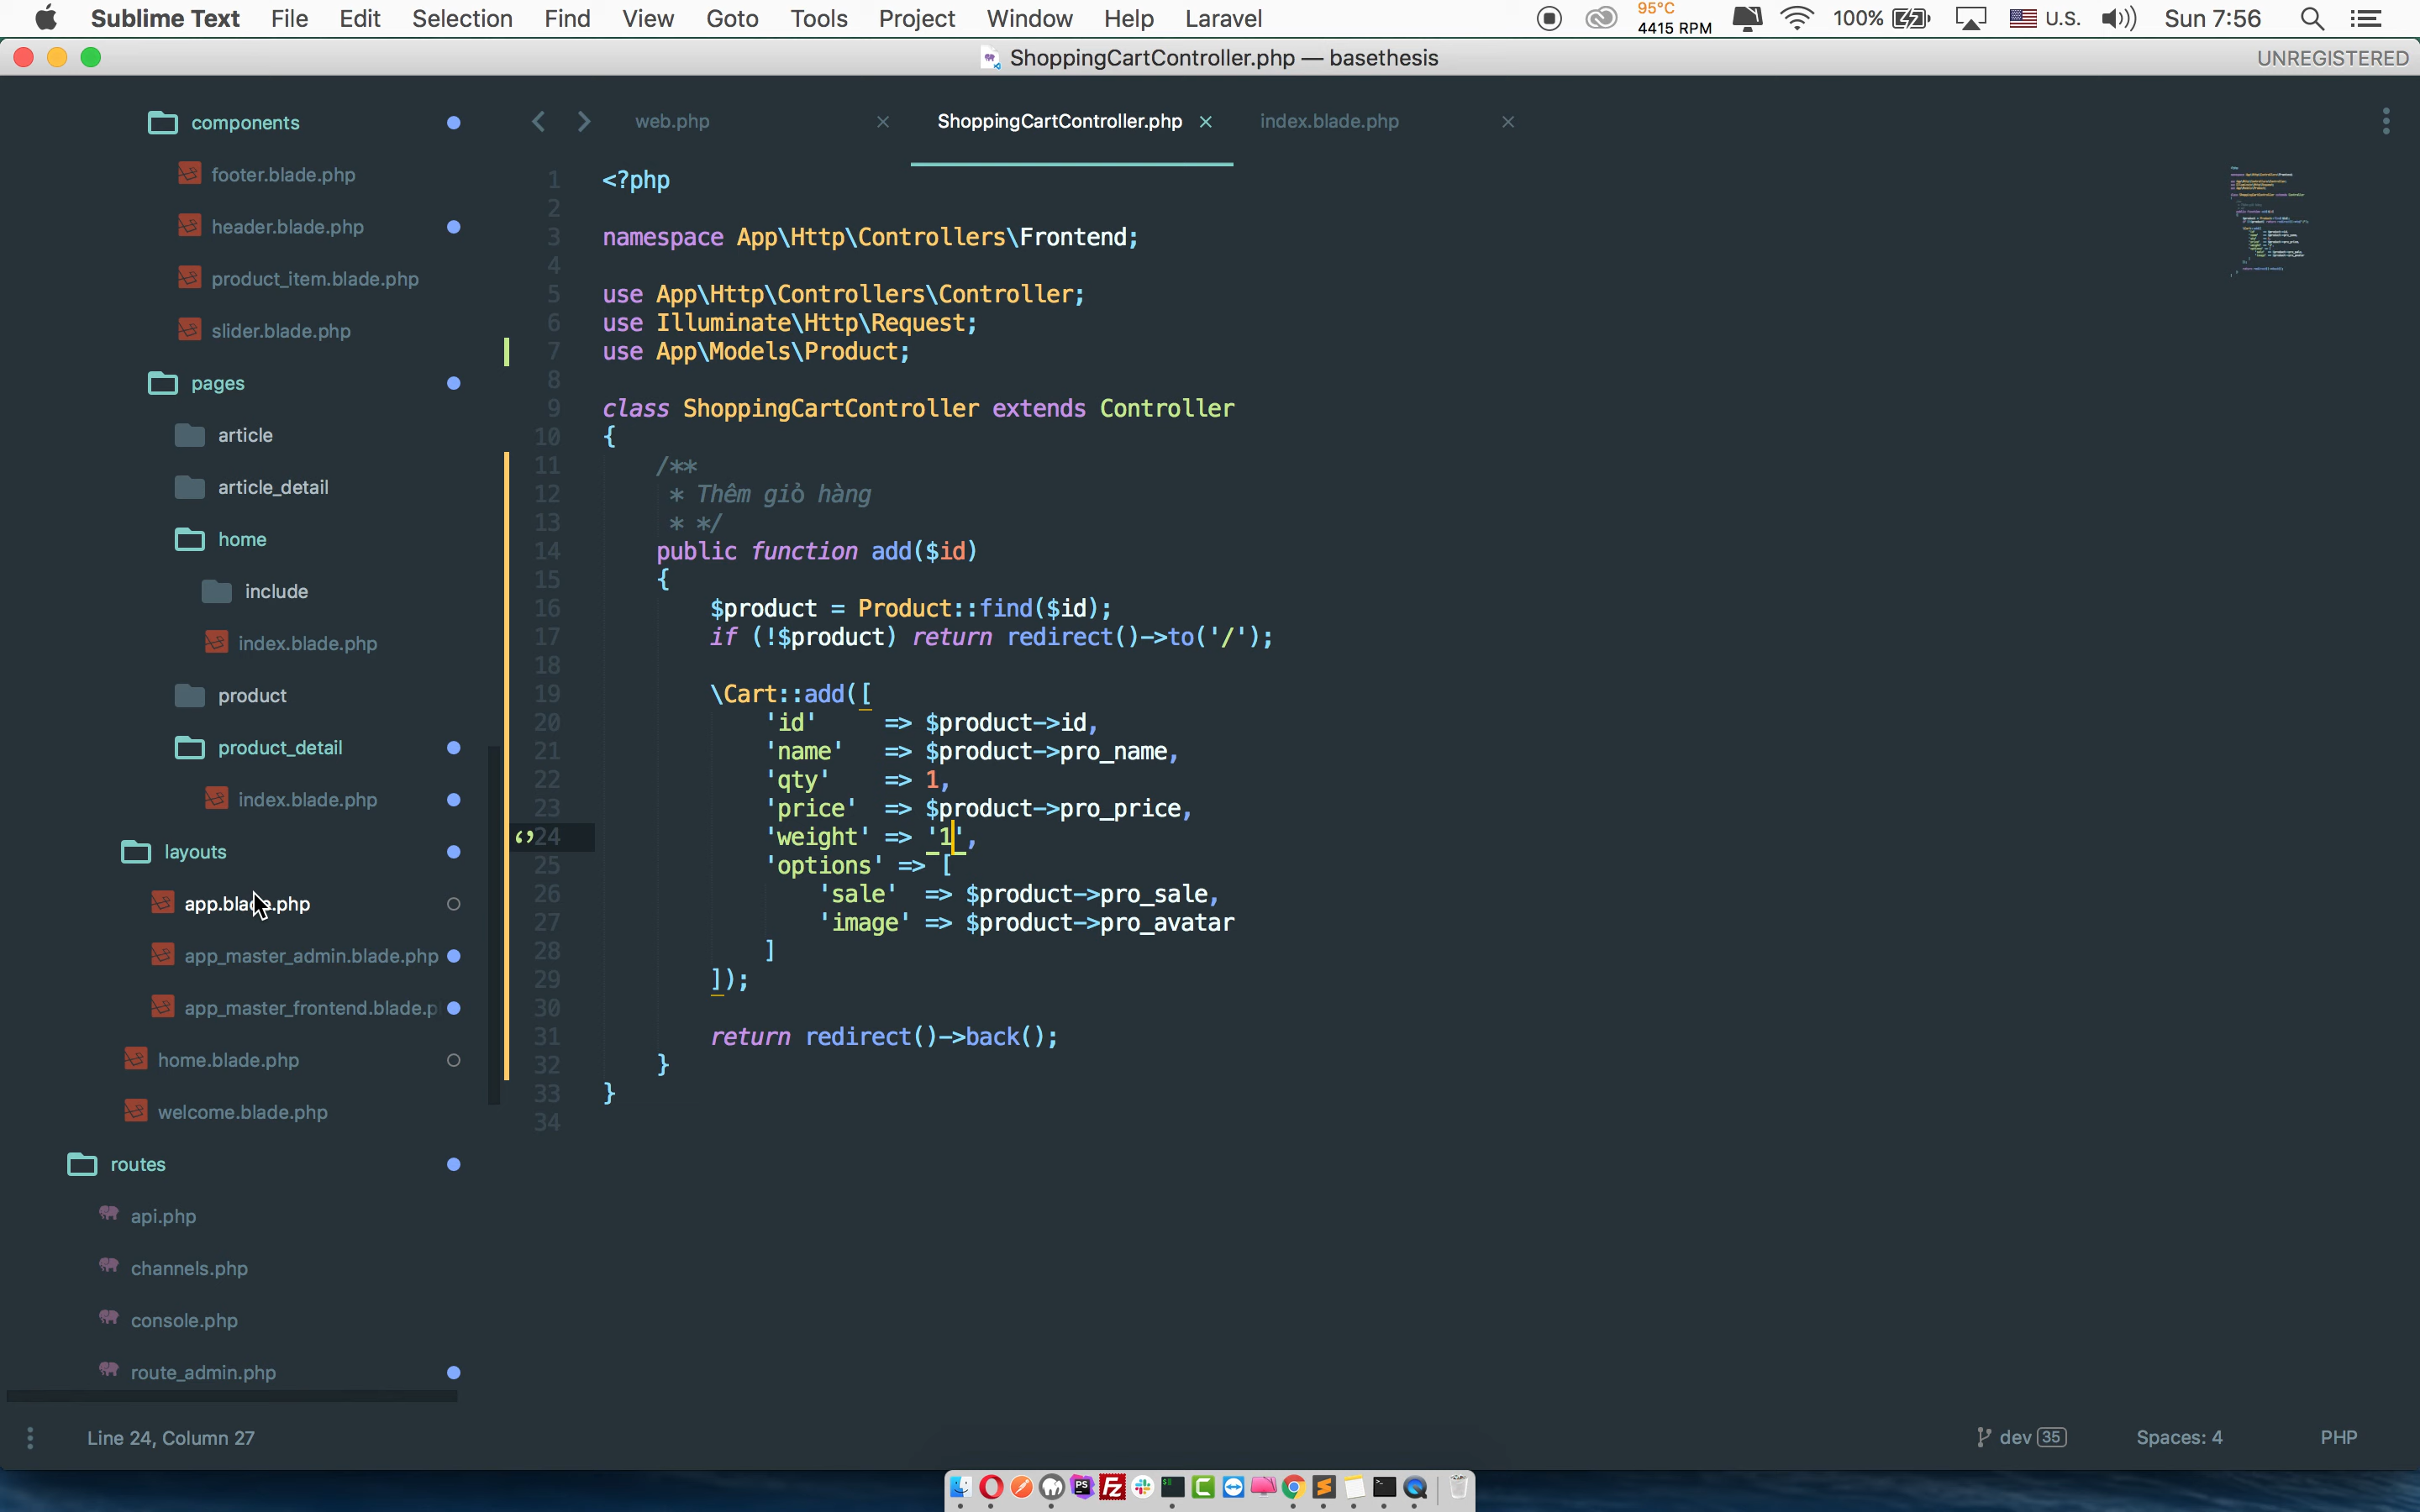 Sublime Text File Edit Selection Find View Goto Tools Project Window Help Laravel
95°C
4415 RPM
100%
U.S.
Sun 7:56
ShoppingCartController.php — basethesis
UNREGISTERED
components
footer.blade.php
header.blade.php
product_item.blade.php
slider.blade.php
pages
article
article_detail
home
include
index.blade.php
product
product_detail
index.blade.php
layouts
app.blade.php
app_master_admin.blade.php
app_master_frontend.blade.p
home.blade.php
welcome.blade.php
routes
api.php
channels.php
console.php
route_admin.php
web.php
ShoppingCartController.php
index.blade.php
1 <?php
2
3 namespace App\Http\Controllers\Frontend;
4
5 use App\Http\Controllers\Controller;
6 use Illuminate\Http\Request;
7 use App\Models\Product;
8
9 class ShoppingCartController extends Controller
10 {
11 /**
12 * Thêm giỏ hàng
13 * */
14 public function add($id)
15 {
16 $product = Product::find($id);
17 if (!$product) return redirect()->to('/');
18
19 \Cart::add([
20 'id' => $product->id,
21 'name' => $product->pro_name,
22 'qty' => 1,
23 'price' => $product->pro_price,
24 'weight' => '1',
25 'options' => [
26 'sale' => $product->pro_sale,
27 'image' => $product->pro_avatar
28 ]
29 ]);
30
31 return redirect()->back();
32 }
33 }
34
Line 24, Column 27
dev 35
Spaces: 4
PHP